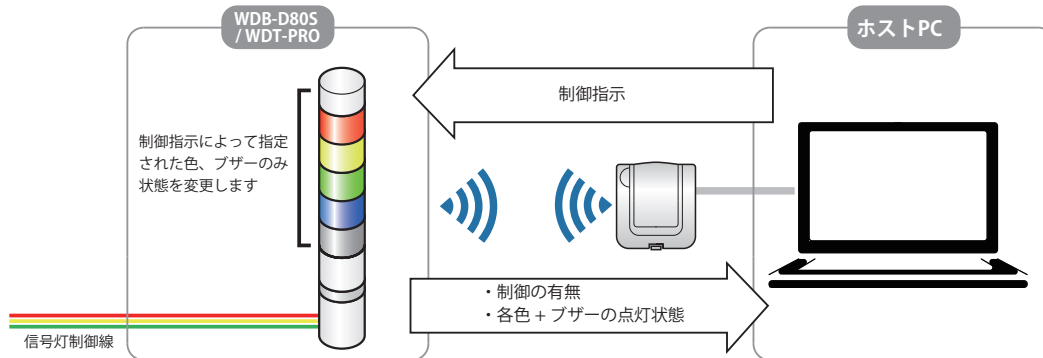 WDB-D80S
/ WDT-PRO
ホストPC
制御指示
制御指示によって指定
された色、ブザーのみ
状態を変更します
・制御の有無
・各色 + ブザーの点灯状態
信号灯制御線